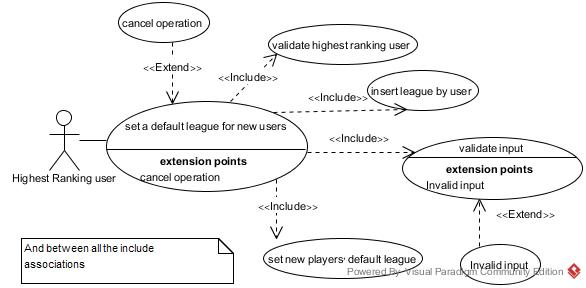 cancel operation
<<Extend>>
validate highest ranking user
<<Include>>
insert league by user
<<Include>>
set a default league for new users
extension points
cancel operation
<<Include>>
validate input
extension points
Invalid input
Highest Ranking user
<<Include>>
<<Extend>>
And between all the include
associations
set new players' default league
Invalid input
Powered By: Visual Paradigm Community Edition